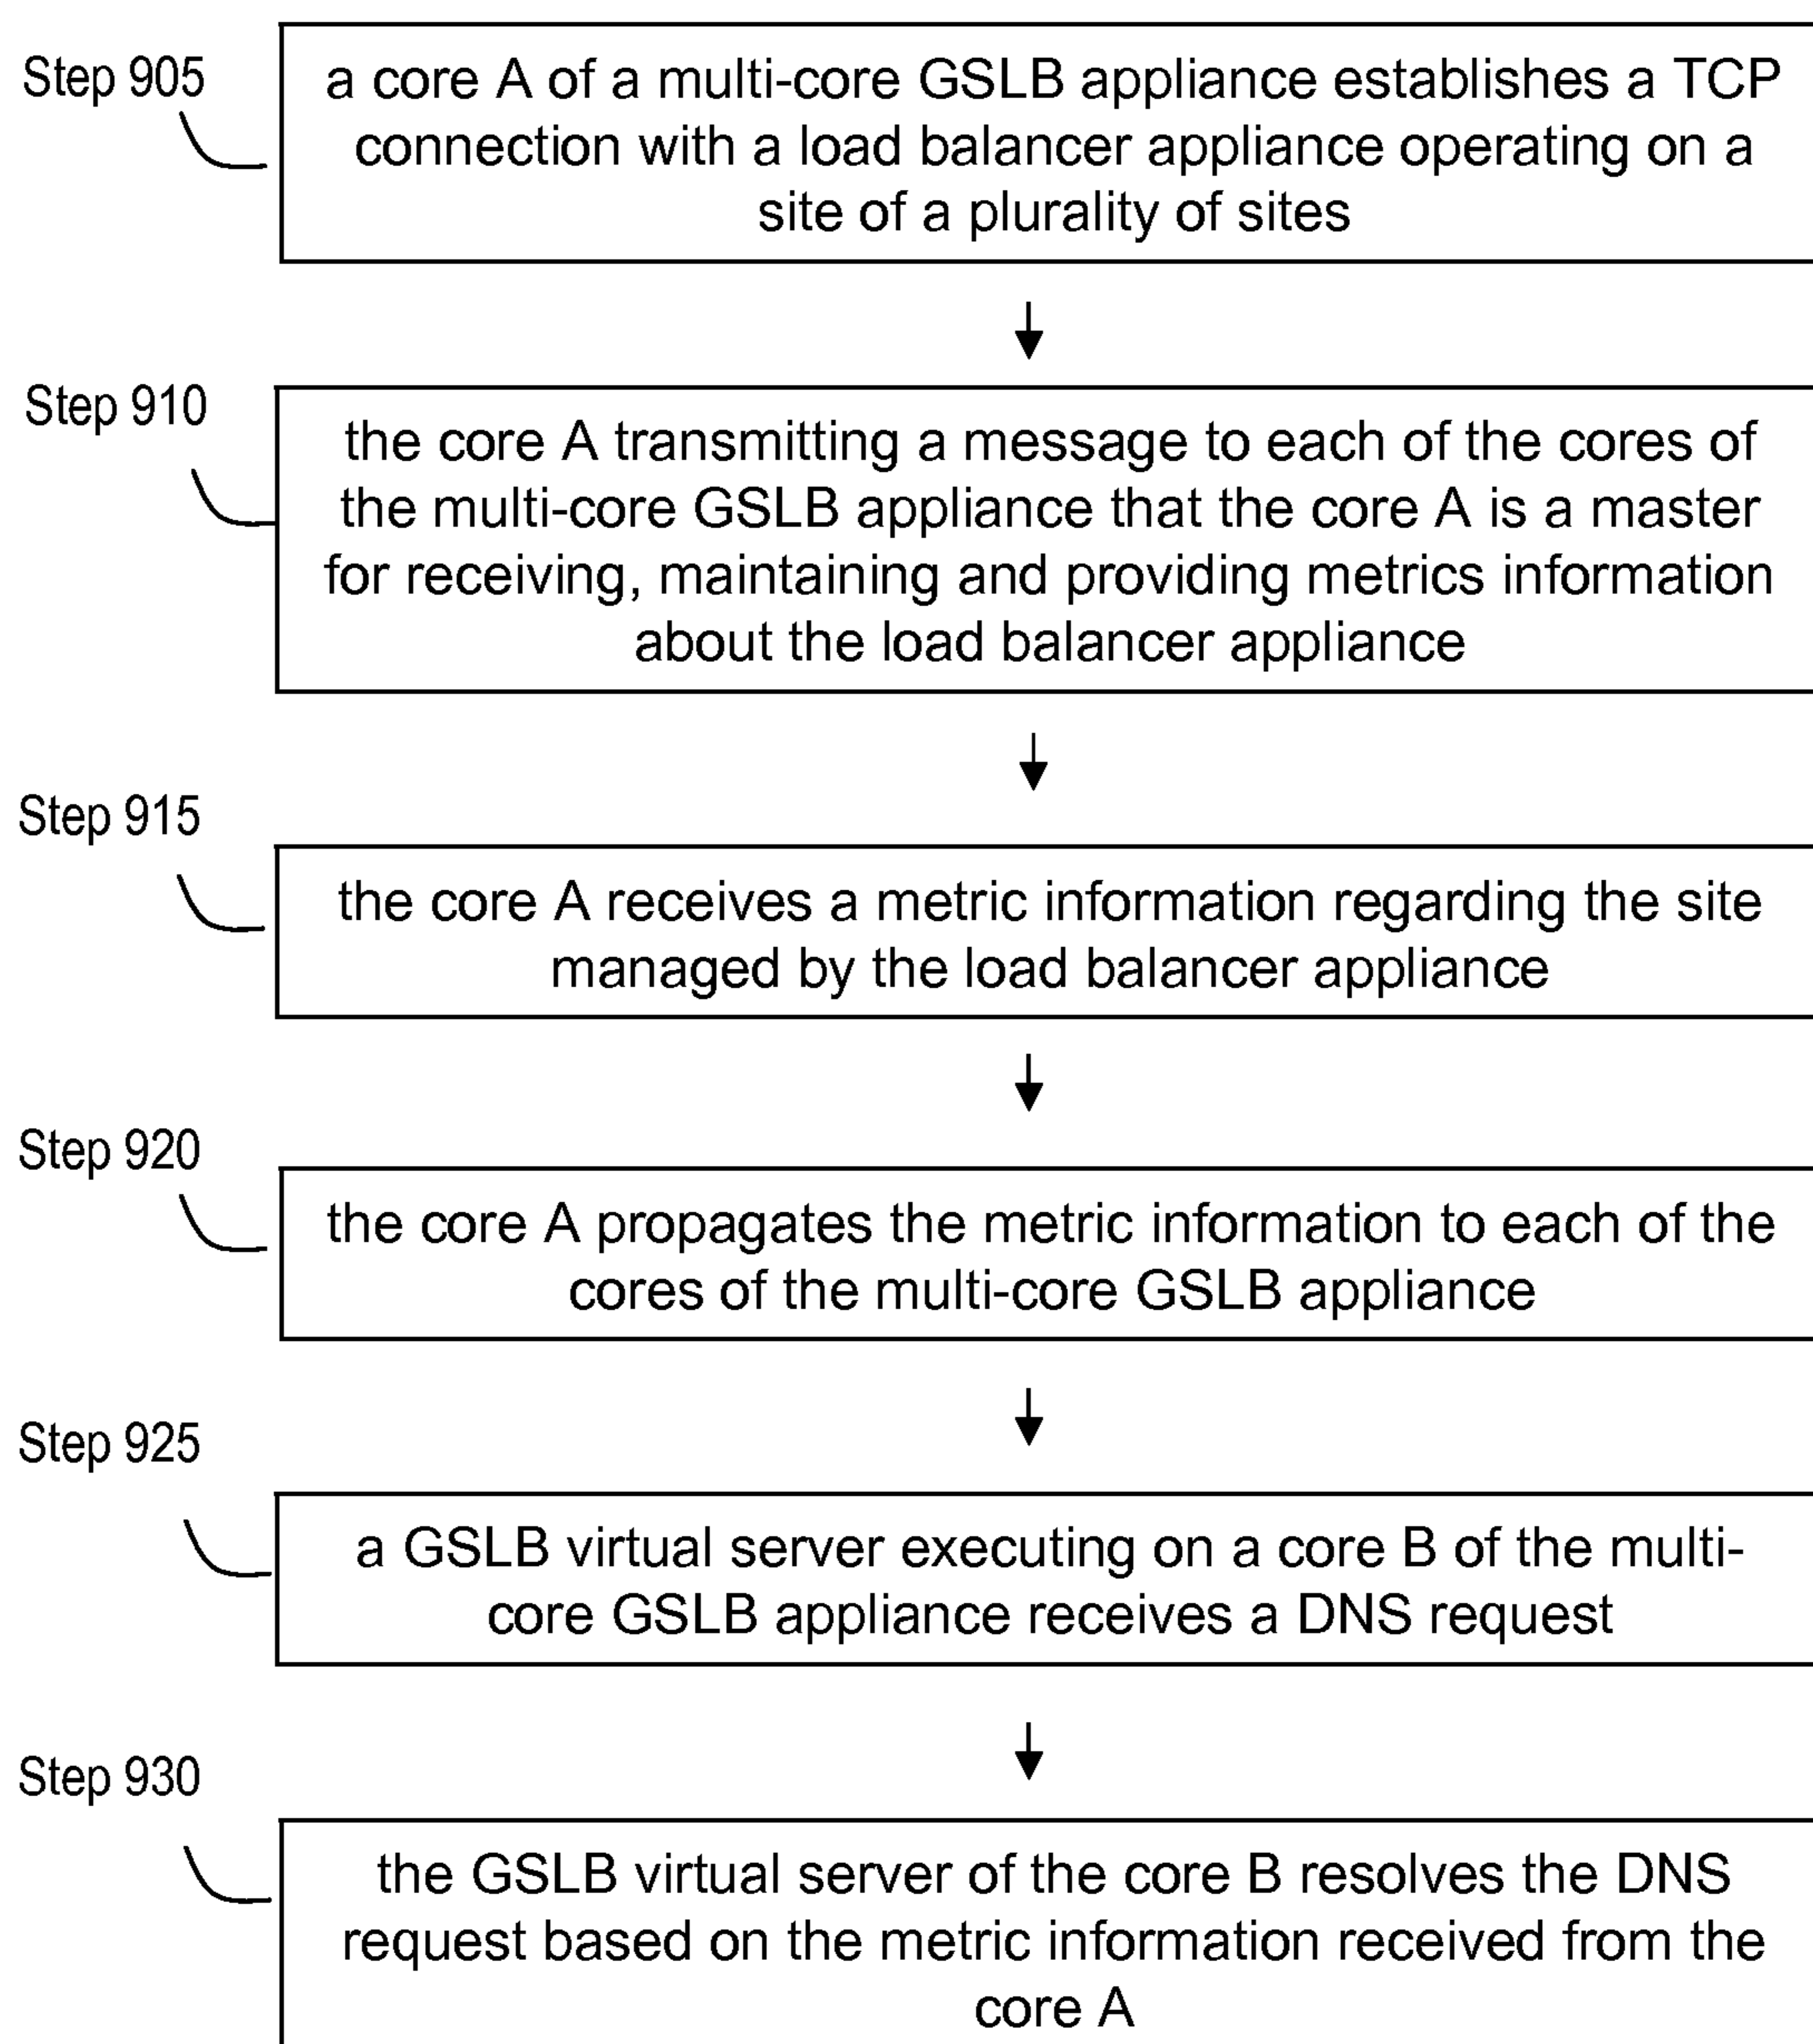 Step 905
a core A of a multi-core GSLB appliance establishes a TCP
connection with a load balancer appliance operating on a
site of a plurality of sites
Step 910
the core A transmitting a message to each of the cores of
the multi-core GSLB appliance that the core A is a master
for receiving, maintaining and providing metrics information
about the load balancer appliance
Step 915
the core A receives a metric information regarding the site
managed by the load balancer appliance
Step 920
the core A propagates the metric information to each of the
cores of the multi-core GSLB appliance
Step 925
a GSLB virtual server executing on a core B of the multi-
core GSLB appliance receives a DNS request
Step 930
the GSLB virtual server of the core B resolves the DNS
request based on the metric information received from the
core A